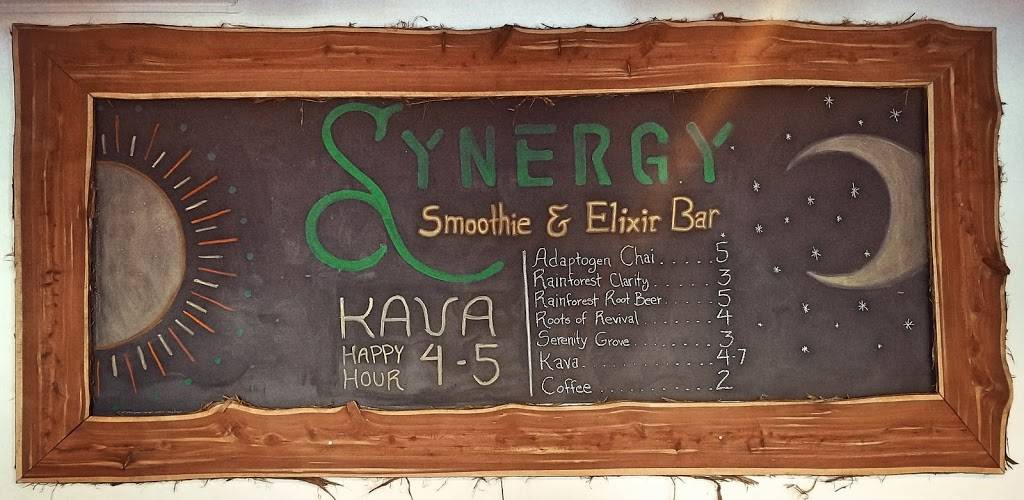 SYNERGY
Smoothie & Elixir Bar
KAVA
HAPPY HOUR 4-5
Adaptogen Chai......5
Rainforest Clarity.......3
Rainforest Root Beer......5
Roots of Revival........4
Serenity Grove........3
Kava............4-7
Coffee...........2